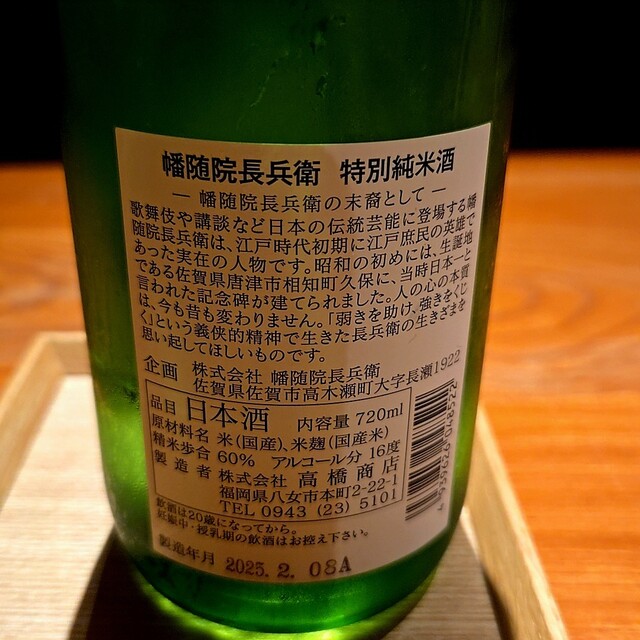 幡随院長兵衛 特別純米酒
― 幡随院長兵衛の末裔として ―
歌舞伎や講談など日本の伝統芸能に登場する幡
随院長兵衛は、江戸時代初期に江戸庶民の英雄で
あった実在の人物です。昭和の初めには、生誕地
である佐賀県唐津市相知町久保に、当時日本一と
言われた記念碑が建てられました。人の心の本質
は、今も昔も変わりません。「弱きを助け、強きをくじ
く」という義侠的精神で生きた長兵衛の生きざまを
思い起してほしいものです。
企画 株式会社 幡随院長兵衛
佐賀県佐賀市高木瀬町大字長瀬1922
品目 日本酒 内容量 720ml
原材料名 米(国産)、米麹(国産米)
精米歩合 60% アルコール分 16度
製造者 株式会社 高橋商店
福岡県八女市本町2-22-1
TEL 0943 (23) 5101
飲酒は20歳になってから。
妊娠中・授乳期の飲酒はお控え下さい。
製造年月 2025. 2. 08A